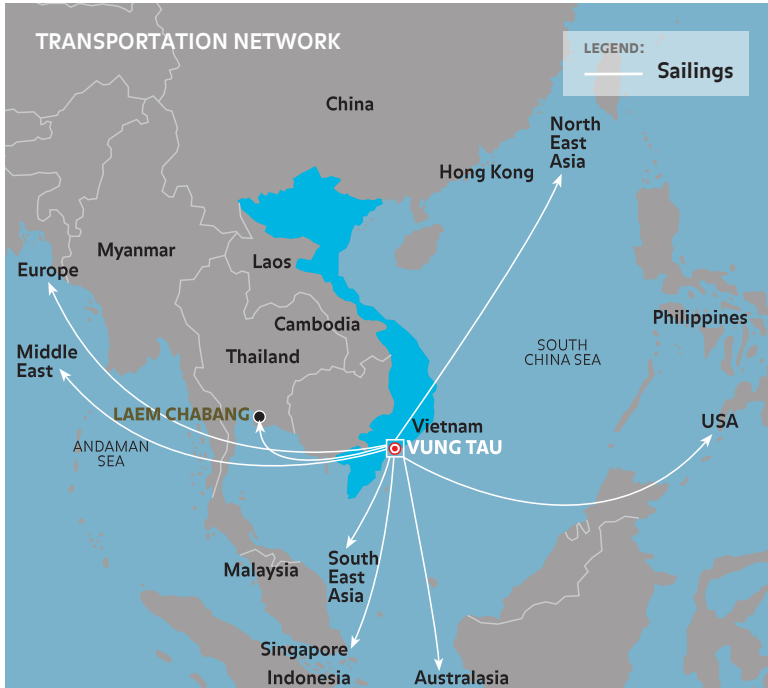 TRANSPORTATION NETWORK
LEGEND:
Sailings
China
North
East
Asia
Hong Kong
Myanmar
Laos
Europe
Cambodia
Philippines
SOUTH
CHINA SEA
Thailand
Middle
East
LAEM CHABANG
USA
Vietnam
VUNG TAU
ANDAMAN
SEA
South
East
Asia
Malaysia
Singapore
Indonesia
Australasia